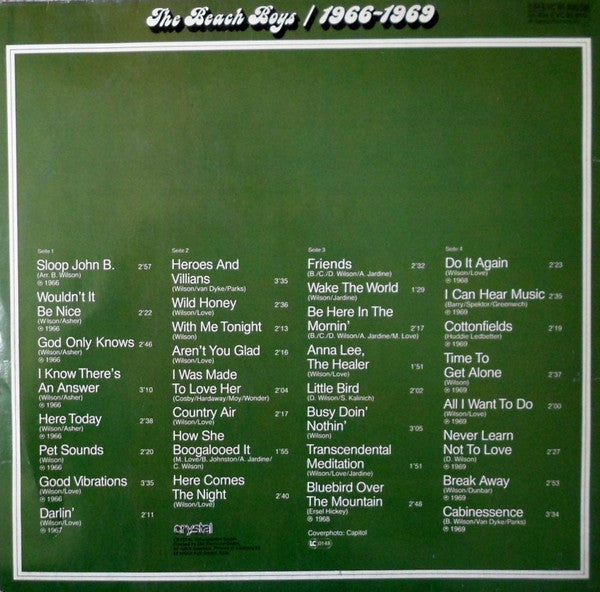 The Beach Boys / 1966-1969
Seite 1
Sloop John B. 2'57
(Arr. B. Wilson)
℗ 1966
Wouldn't It
Be Nice 2'22
(Wilson/Asher)
℗ 1966
God Only Knows 2'46
(Wilson/Asher)
℗ 1966
I Know There's
An Answer 3'10
(Wilson/Asher)
℗ 1966
Here Today 2'38
(Wilson/Asher)
℗ 1966
Pet Sounds 2'20
(Wilson)
℗ 1966
Good Vibrations 3'35
(Wilson/Love)
℗ 1966
Darlin' 2'11
(Wilson/Love)
℗ 1967
Seite 2
Heroes And
Villians 3'35
(Wilson/van Dyke/Parks)
Wild Honey 2'36
(Wilson/Love)
With Me Tonight 2'13
(Wilson)
Aren't You Glad 2'16
(Wilson/Love)
I Was Made
To Love Her 2'04
(Cosby/Hardaway/Moy/Wonder)
Country Air 2'17
(Wilson/Love)
How She
Boogalooed It 1'55
(M. Love/B. Johnston/A. Jardine/
C. Wilson)
Here Comes
The Night 2'40
(Wilson/Love)
crystal
Seite 3
Friends 2'32
(B./C./D. Wilson/A. Jardine)
Wake The World 1'29
(Wilson/Jardine)
Be Here In The
Mornin' 2'17
(B./C./D. Wilson/A. Jardine/M. Love)
Anna Lee,
The Healer 1'51
(Wilson/Love)
Little Bird 2'02
(D. Wilson/S. Kalinich)
Busy Doin'
Nothin' 3'05
(Wilson)
Transcendental
Meditation 1'51
(Wilson/Love/Jardine)
Bluebird Over
The Mountain 2'48
(Ersel Hickey)
℗ 1968
Coverphoto: Capitol
LC 0148
Seite 4
Do It Again 2'23
(Wilson/Love)
℗ 1968
I Can Hear Music 2'35
(Barry/Spektor/Greenwich)
℗ 1969
Cottonfields 2'19
(Huddie Ledbetter)
℗ 1969
Time To
Get Alone 2'37
(Wilson)
℗ 1969
All I Want To Do 2'00
(Wilson/Love)
℗ 1969
Never Learn
Not To Love 2'27
(D. Wilson)
℗ 1969
Break Away 2'53
(Wilson/Dunbar)
℗ 1969
Cabinessence 3'34
(B. Wilson/Van Dyke/Parks)
℗ 1969